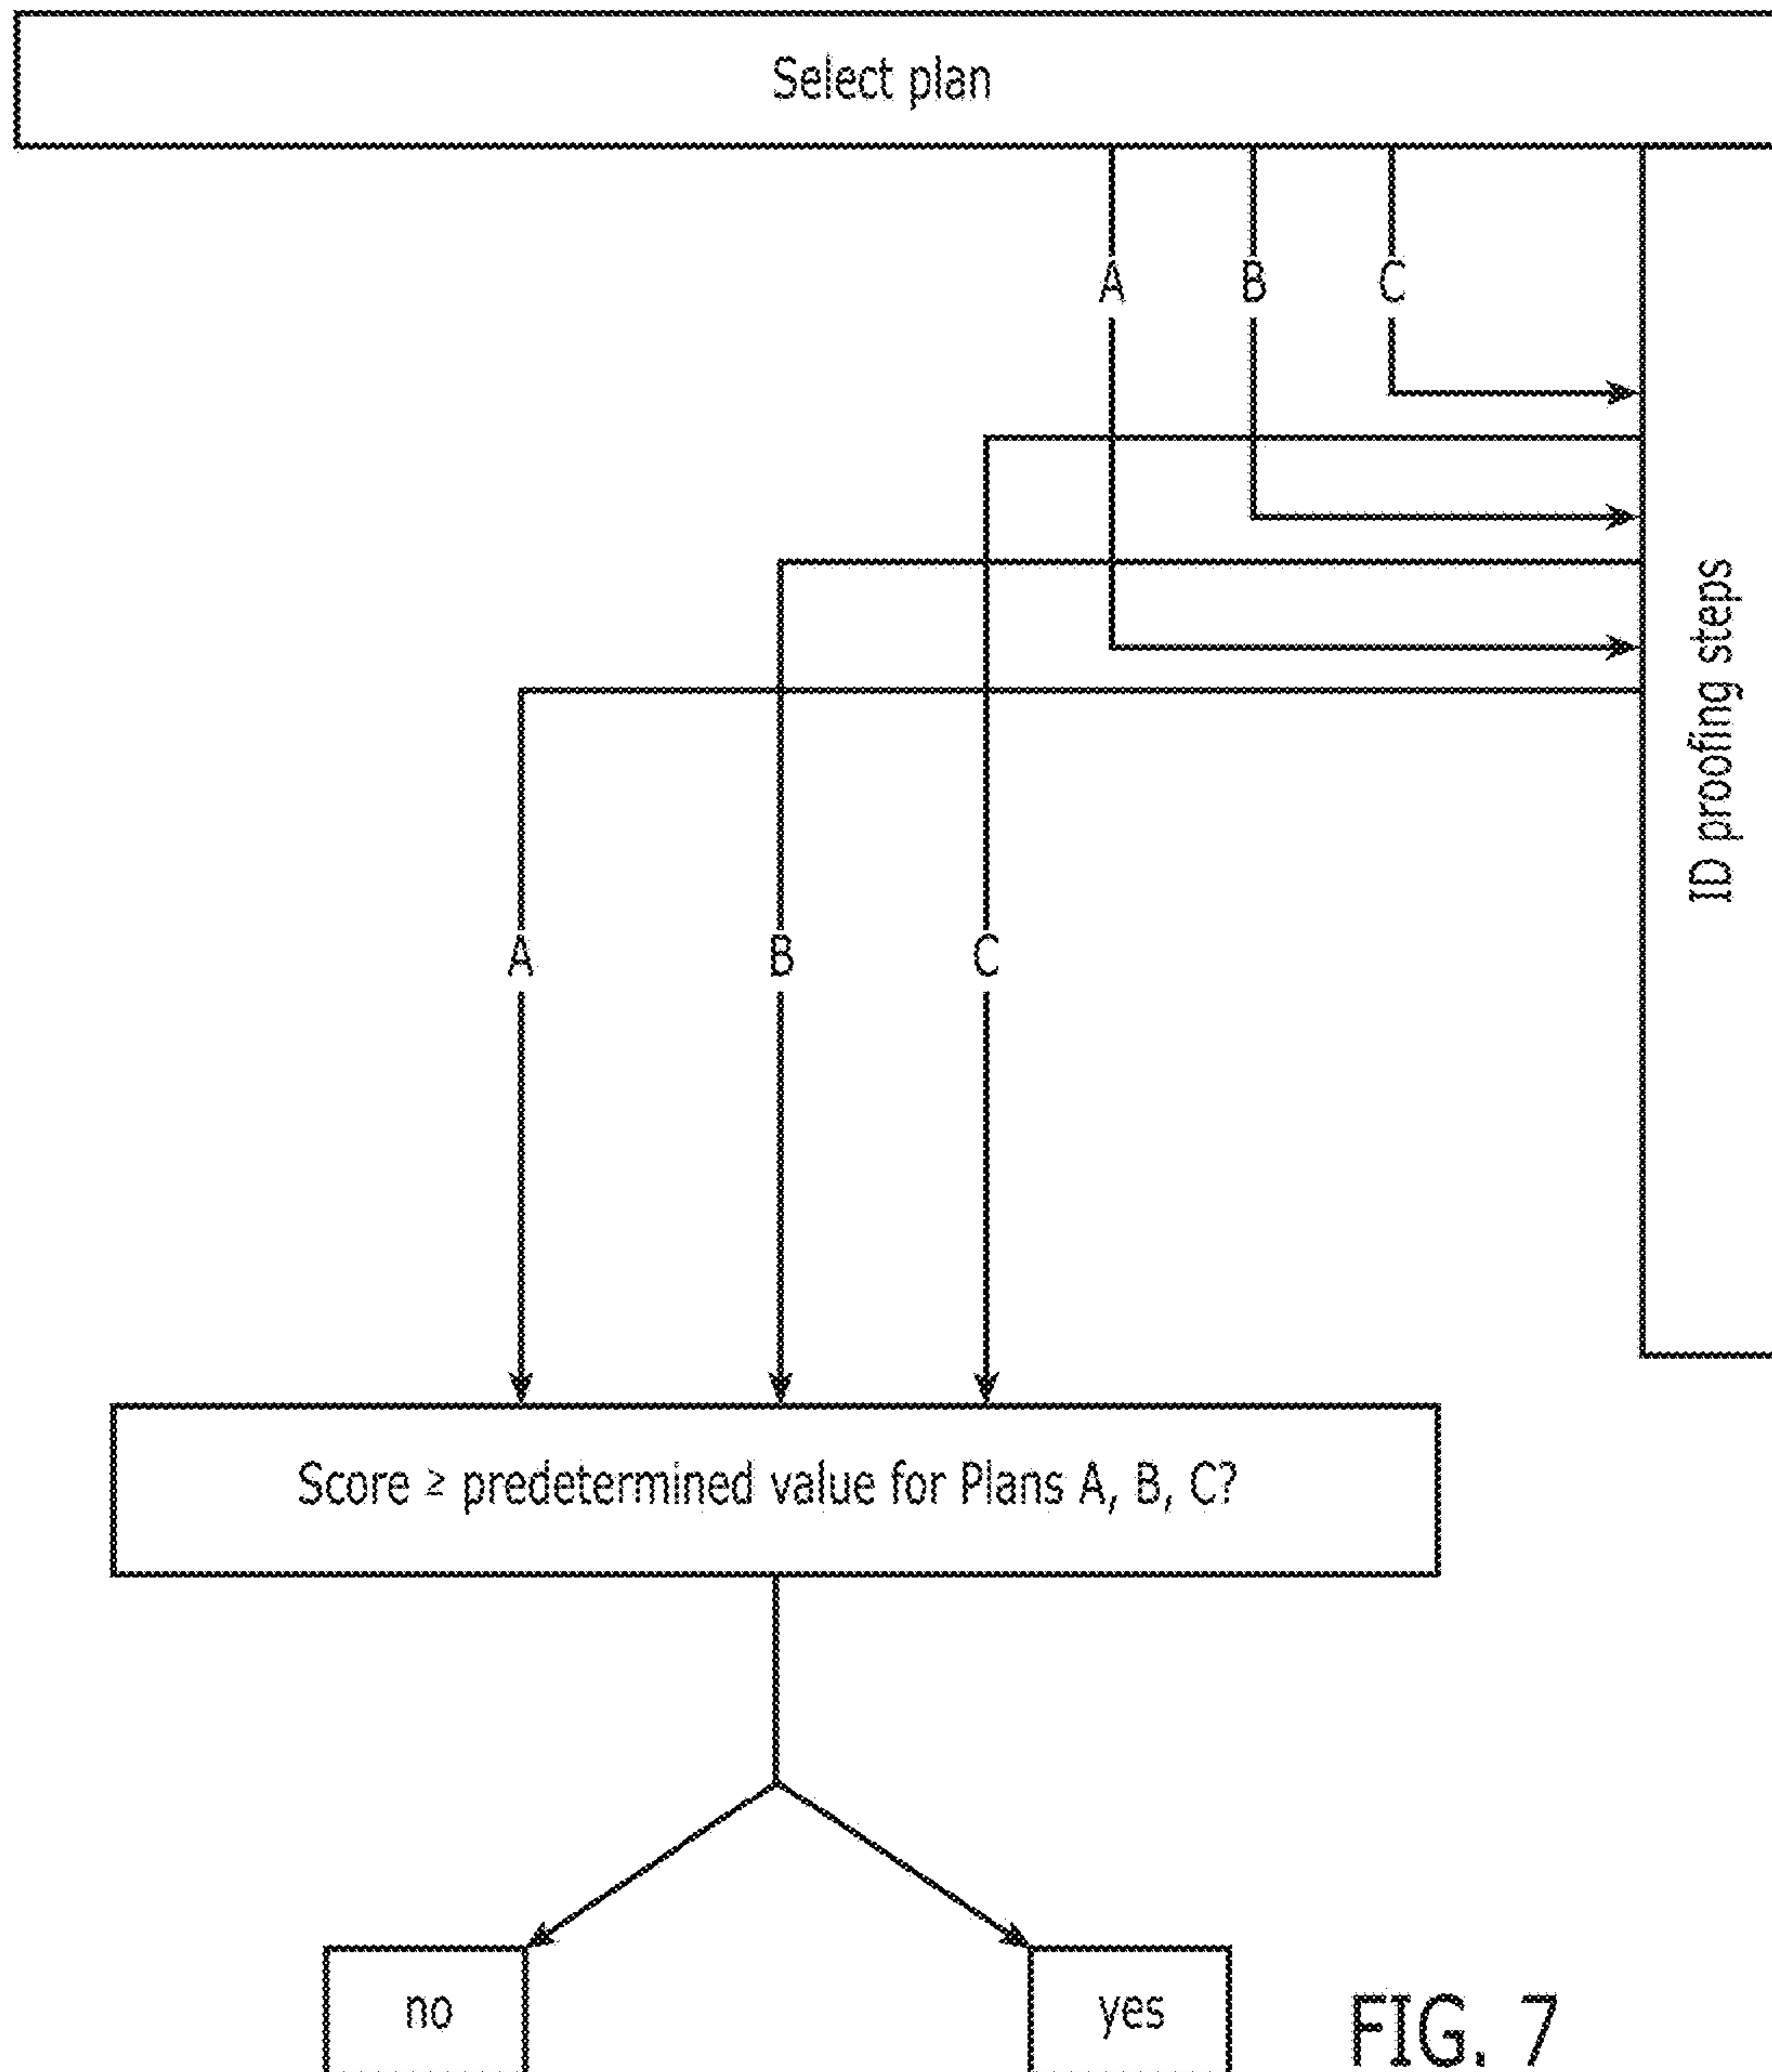 Select plan
A B C
ID proofing steps
A B C
Score ≥ predetermined value for Plans A, B, C?
no yes
FIG. 7